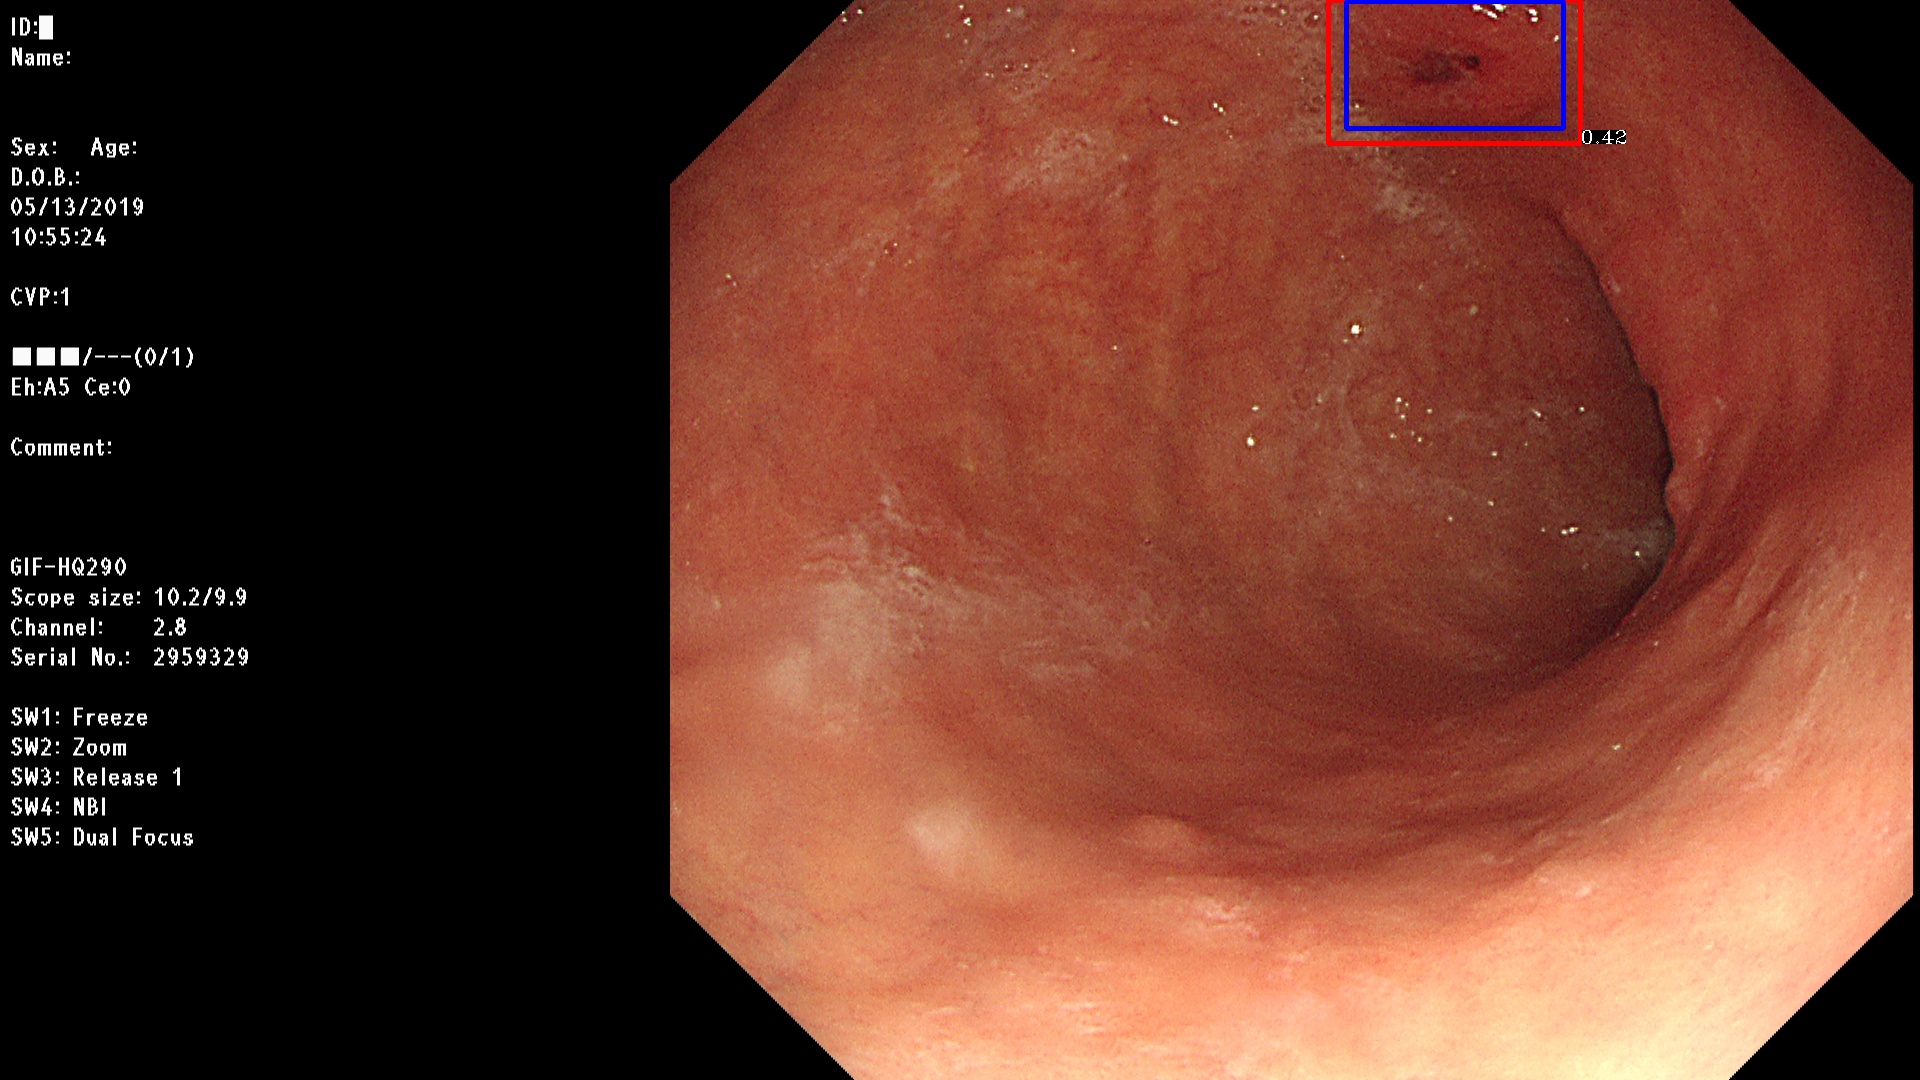 ID:
Name:
Sex: Age:
D.O.B.:
05/13/2019
10:55:24
CVP:1
■■■/---(0/1)
Eh:A5 Ce:0
Comment:
GIF-HQ290
Scope size: 10.2/9.9
Channel: 2.8
Serial No.: 2959329
SW1: Freeze
SW2: Zoom
SW3: Release 1
SW4: NBI
SW5: Dual Focus
0.42